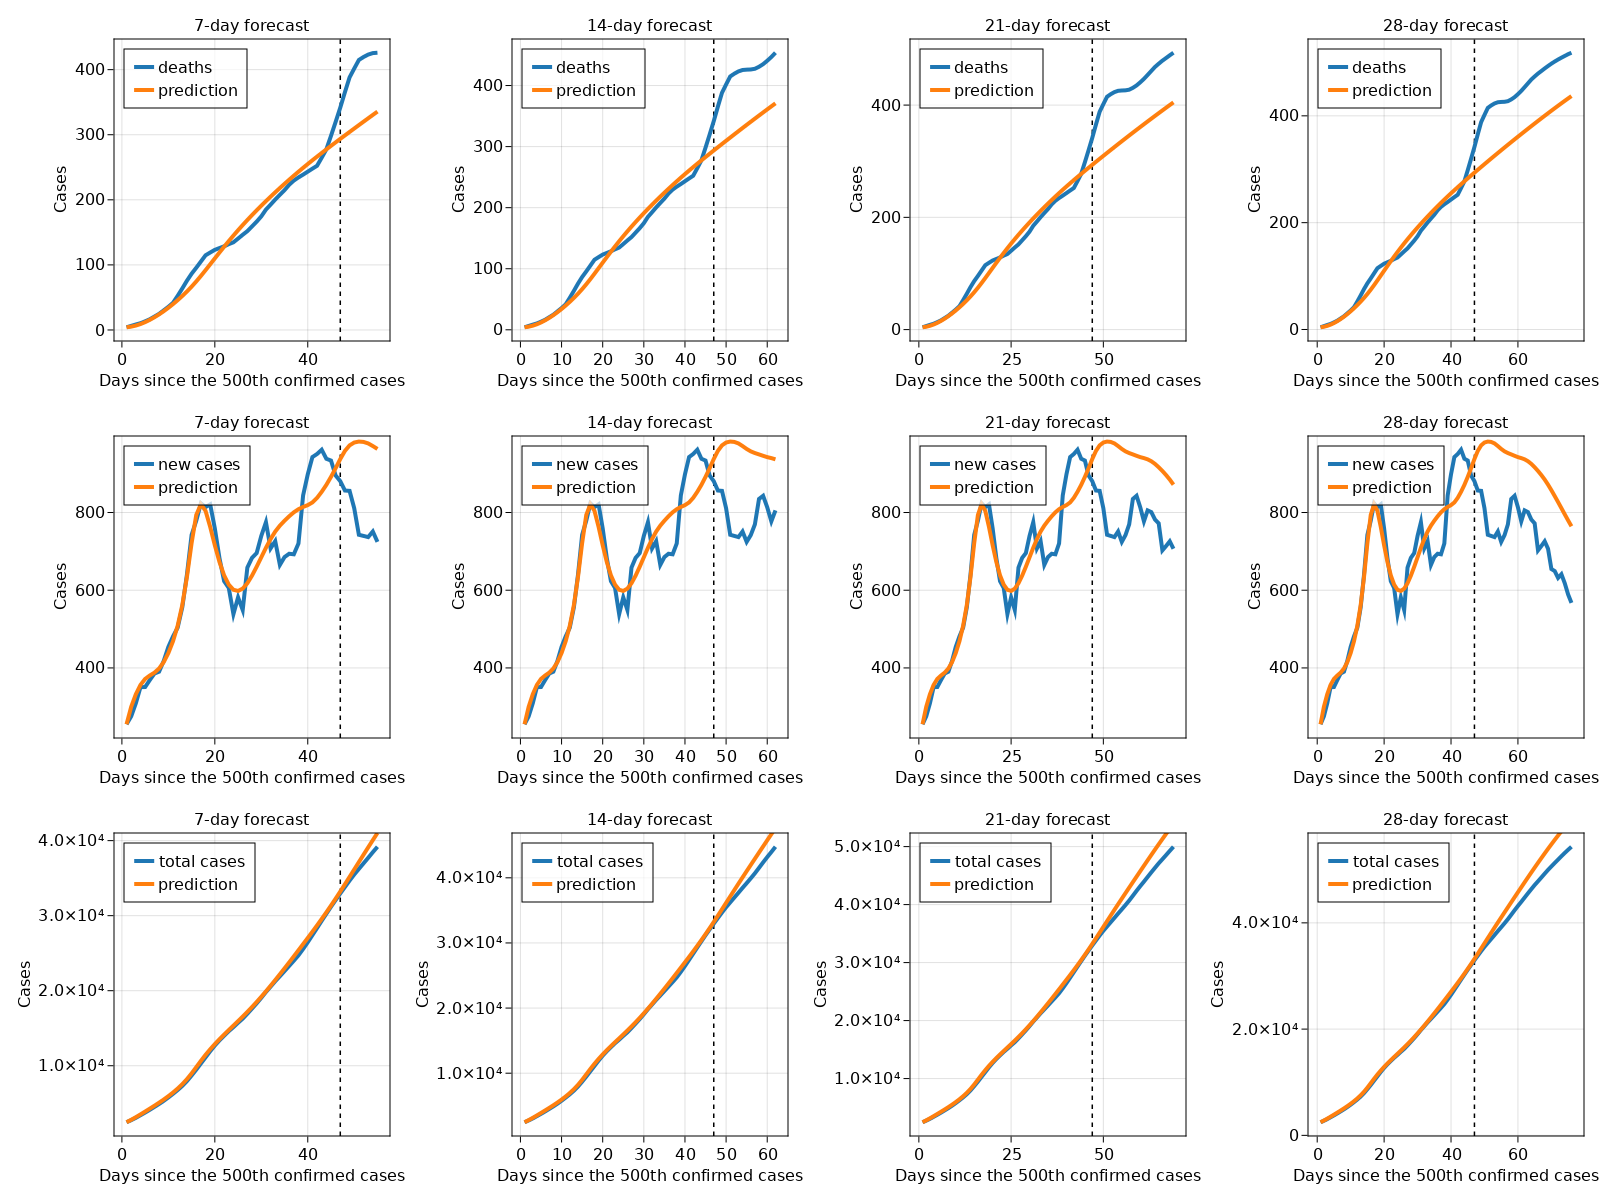 7-day forecast
14-day forecast
21-day forecast
28-day forecast
deaths
prediction
deaths
prediction
deaths
prediction
deaths
prediction
400
300
200
100
0
400
300
200
100
0
400
200
0
400
200
0
Cases
Cases
Cases
Cases
0 20 40
0 10 20 30 40 50 60
0 25 50
0 20 40 60
Days since the 500th confirmed cases
Days since the 500th confirmed cases
Days since the 500th confirmed cases
Days since the 500th confirmed cases
7-day forecast
14-day forecast
21-day forecast
28-day forecast
new cases
prediction
new cases
prediction
new cases
prediction
new cases
prediction
800
600
400
800
600
400
800
600
400
800
600
400
Cases
Cases
Cases
Cases
0 20 40
0 10 20 30 40 50 60
0 25 50
0 20 40 60
Days since the 500th confirmed cases
Days since the 500th confirmed cases
Days since the 500th confirmed cases
Days since the 500th confirmed cases
7-day forecast
14-day forecast
21-day forecast
28-day forecast
total cases
prediction
total cases
prediction
total cases
prediction
total cases
prediction
4.0×10⁴
3.0×10⁴
2.0×10⁴
1.0×10⁴
4.0×10⁴
3.0×10⁴
2.0×10⁴
1.0×10⁴
5.0×10⁴
4.0×10⁴
3.0×10⁴
2.0×10⁴
1.0×10⁴
4.0×10⁴
2.0×10⁴
0
Cases
Cases
Cases
Cases
0 20 40
0 10 20 30 40 50 60
0 25 50
0 20 40 60
Days since the 500th confirmed cases
Days since the 500th confirmed cases
Days since the 500th confirmed cases
Days since the 500th confirmed cases